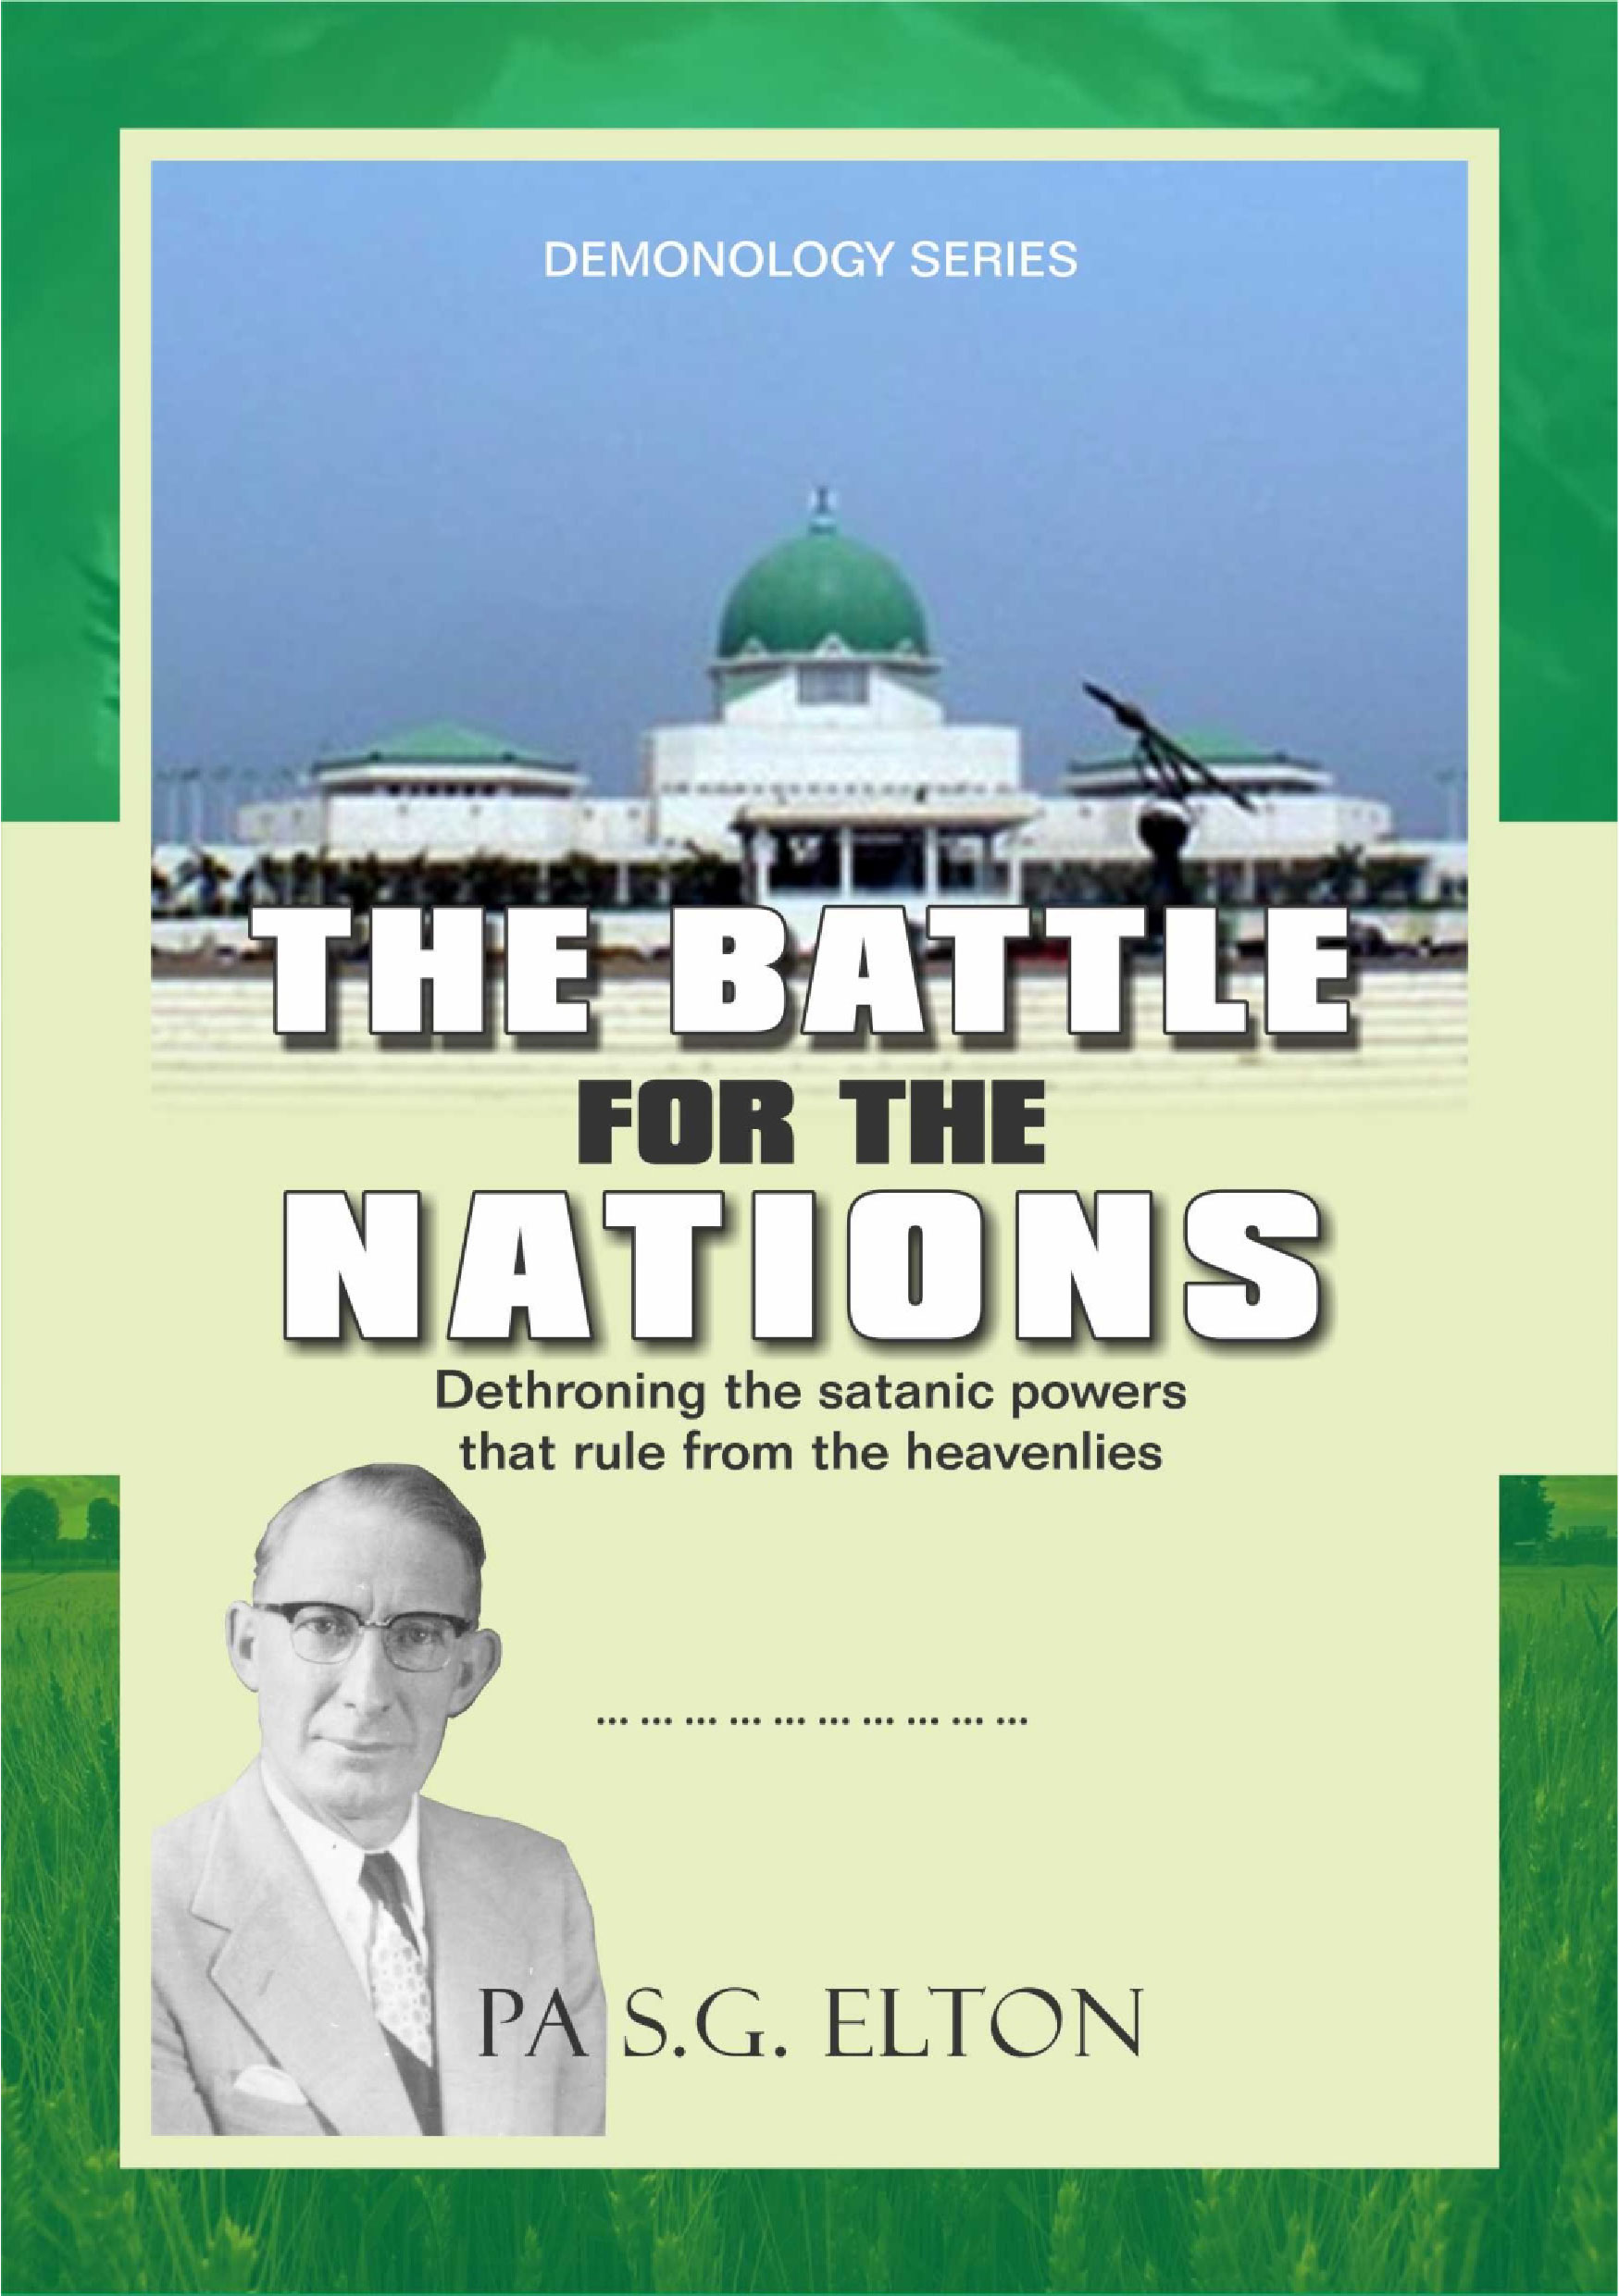 DEMONOLOGY SERIES
THE BATTLE
FOR THE
NATIONS
Dethroning the satanic powers
that rule from the heavenlies
... ... ... ... ... ... ... ... ... ...
PA S.G. ELTON